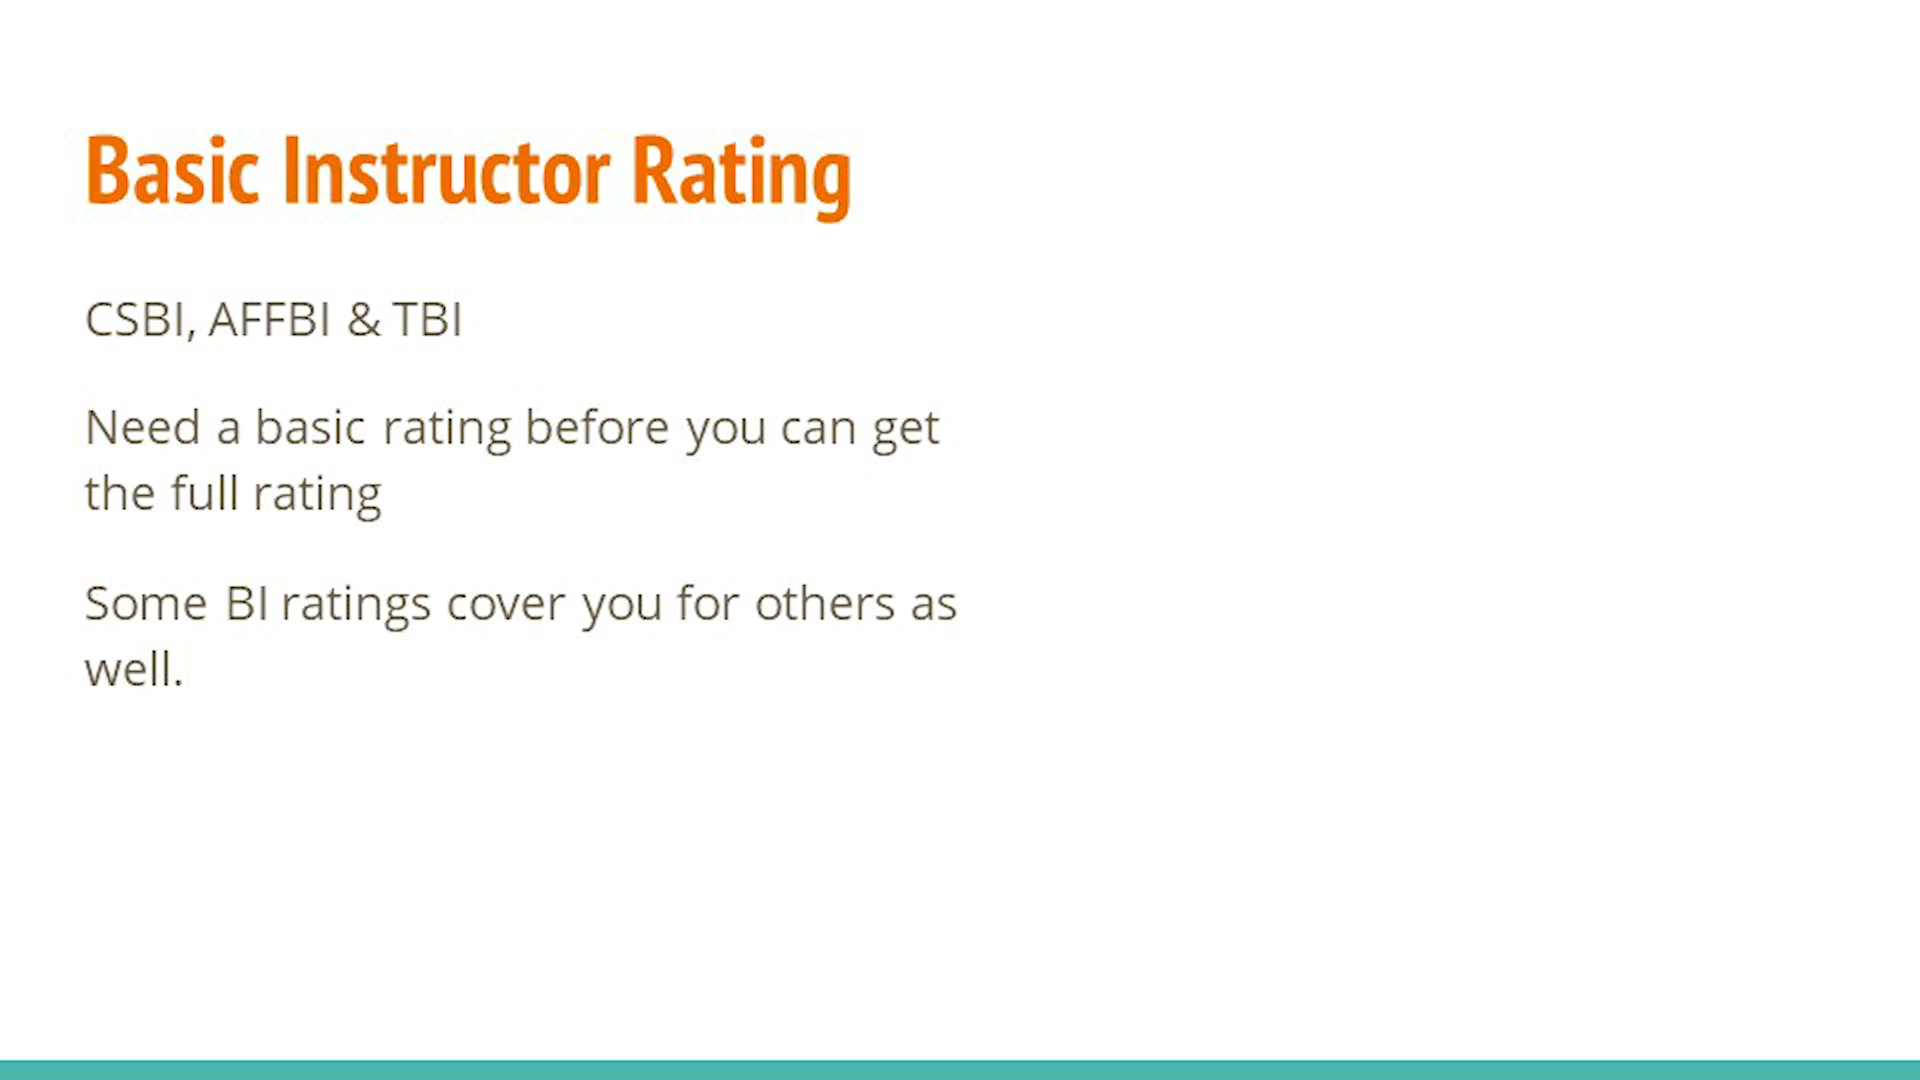 Basic Instructor Rating
CSBI, AFFBI & TBI
Need a basic rating before you can get
the full rating
Some BI ratings cover you for others as
well.